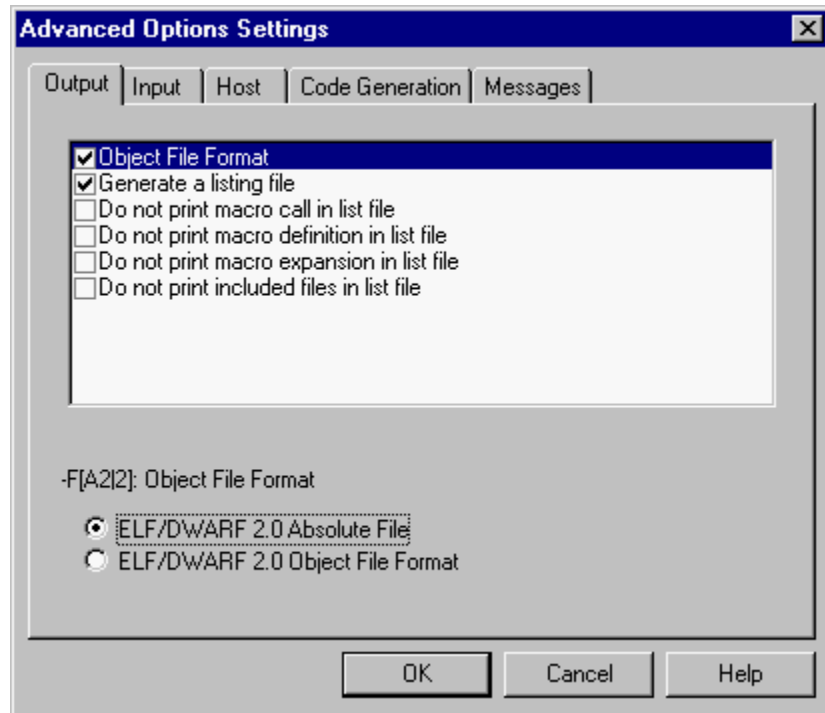 Advanced Options Settings
Output Input Host Code Generation Messages
Object File Format
Generate a listing file
Do not print macro call in list file
Do not print macro definition in list file
Do not print macro expansion in list file
Do not print included files in list file
-F[A2|2]: Object File Format
ELF/DWARF 2.0 Absolute File
ELF/DWARF 2.0 Object File Format
OK Cancel Help